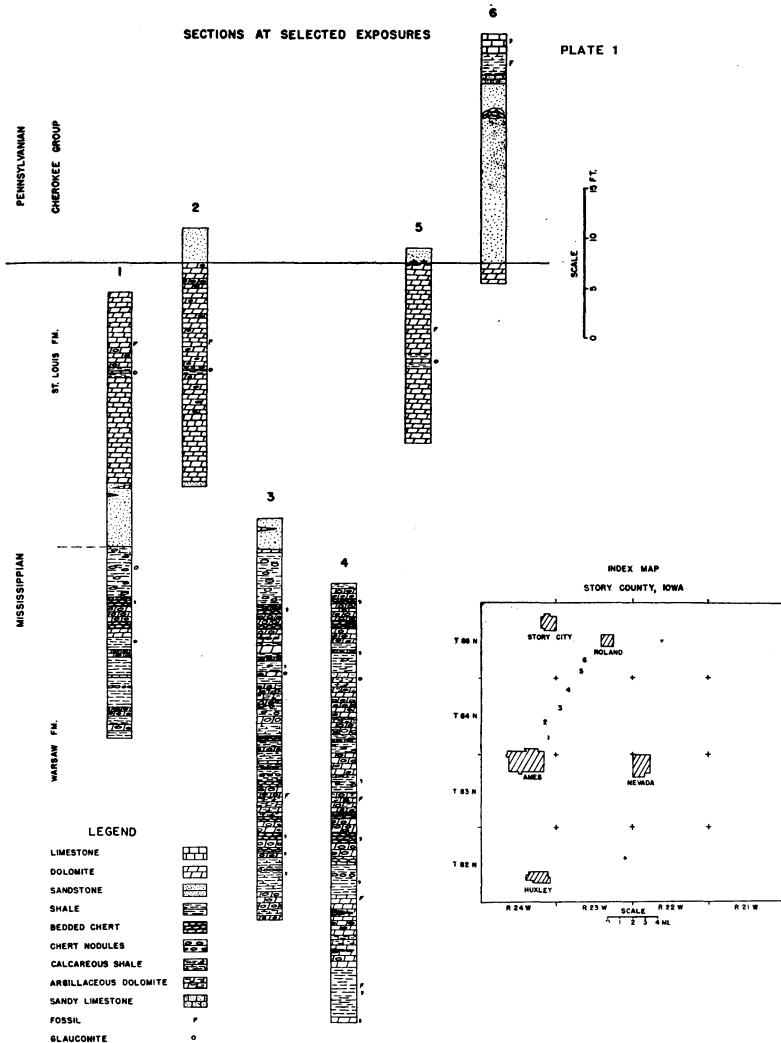 SECTIONS AT SELECTED EXPOSURES
PLATE 1
6
F
F
PENNSYLVANIAN
CHEROKEE GROUP
15 FT.
10
5
0
SCALE
2
5
1
ST. LOUIS FM.
F
F
F
3
4
MISSISSIPPIAN
WARSAW FM.
F
F
F
F
LEGEND
LIMESTONE
DOLOMITE
SANDSTONE
SHALE
BEDDED CHERT
CHERT NODULES
CALCAREOUS SHALE
ARGILLACEOUS DOLOMITE
SANDY LIMESTONE
FOSSIL F
GLAUCONITE o
INDEX MAP
STORY COUNTY, IOWA
STORY CITY
ROLAND
T 85 N
6
5
4
T 84 N
3
2
1
AMES
NEVADA
T 83 N
T 82 N
HUXLEY
R 24 W R 23 W R 22 W R 21 W
SCALE
0 1 2 3 4 MI.